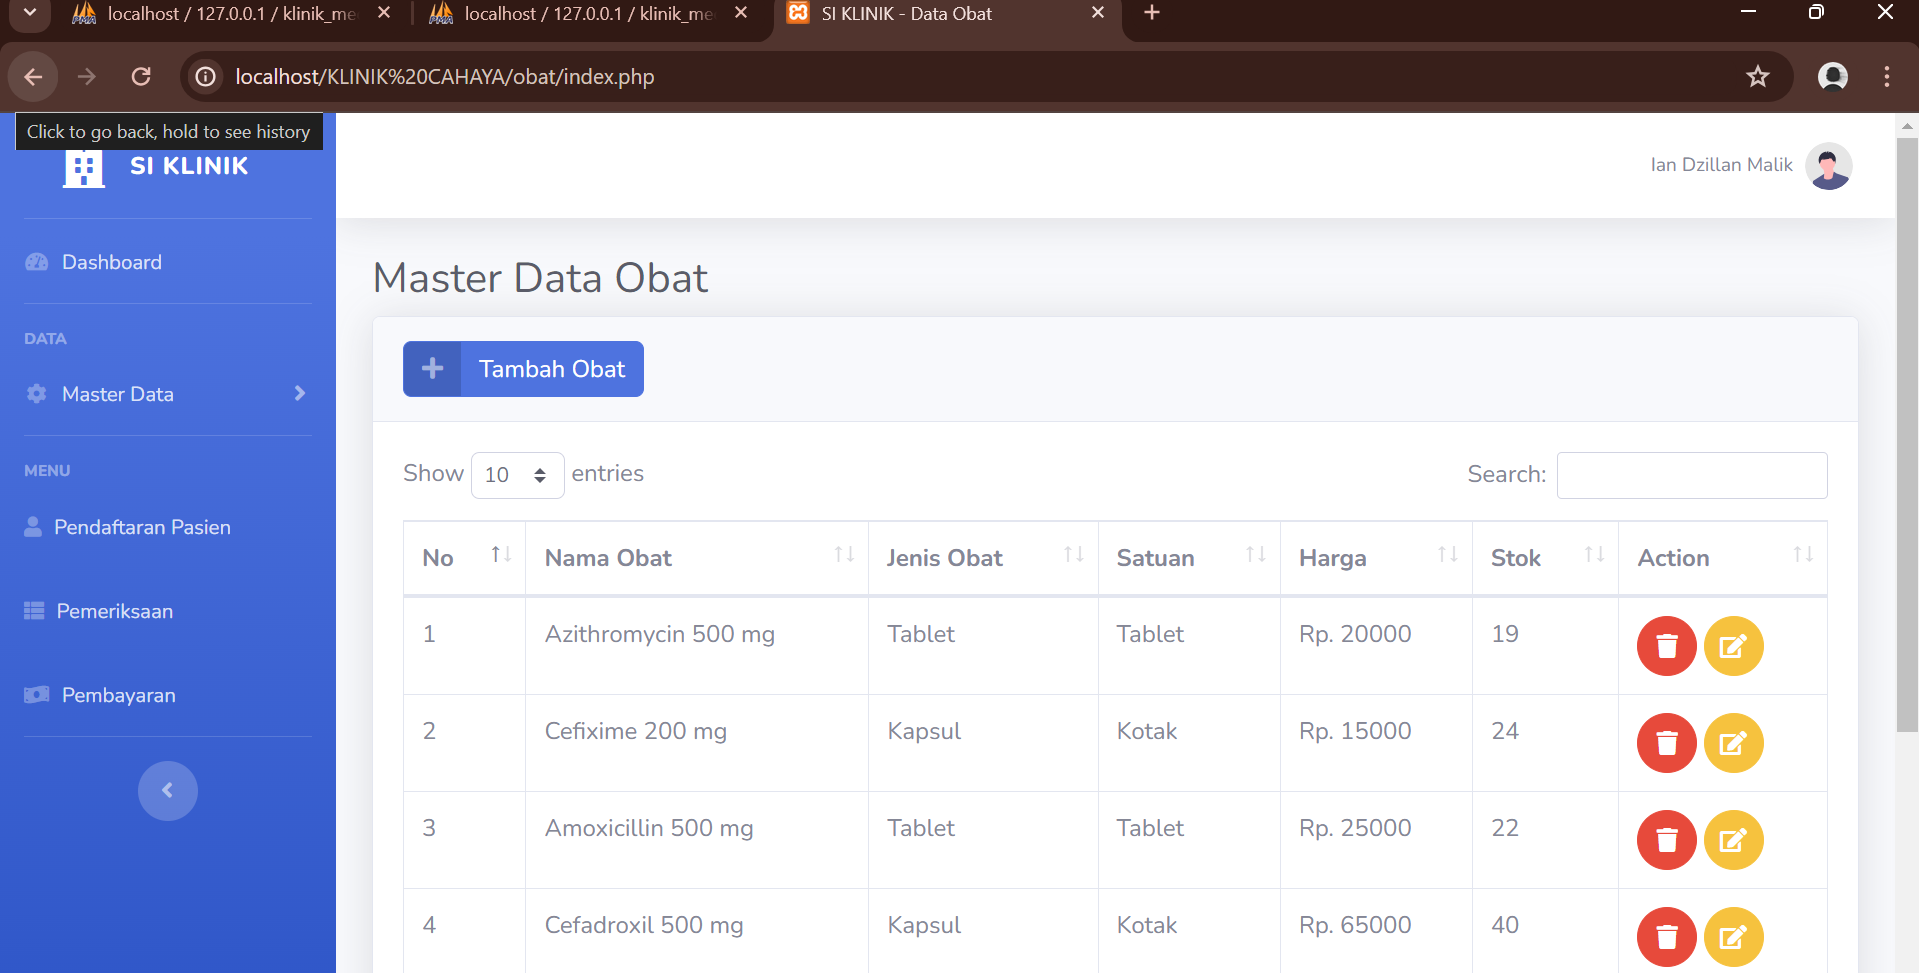 localhost / 127.0.0.1 / klinik_me
localhost / 127.0.0.1 / klinik_me
SI KLINIK - Data Obat
localhost/KLINIK%20CAHAYA/obat/index.php
Click to go back, hold to see history
SI KLINIK
Ian Dzillan Malik
Dashboard
DATA
Master Data
MENU
Pendaftaran Pasien
Pemeriksaan
Pembayaran
Master Data Obat
Tambah Obat
Show 10 entries
Search:
No Nama Obat Jenis Obat Satuan Harga Stok Action
1 Azithromycin 500 mg Tablet Tablet Rp. 20000 19
2 Cefixime 200 mg Kapsul Kotak Rp. 15000 24
3 Amoxicillin 500 mg Tablet Tablet Rp. 25000 22
4 Cefadroxil 500 mg Kapsul Kotak Rp. 65000 40